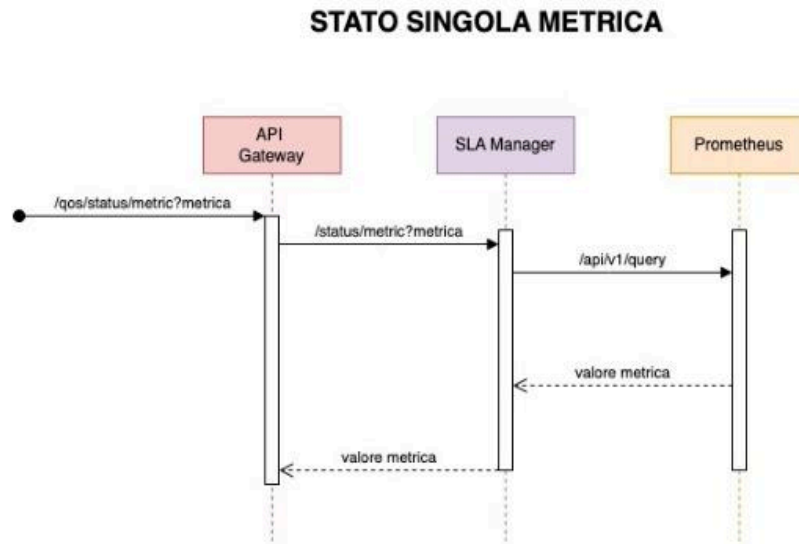 STATO SINGOLA METRICA
API
Gateway
SLA Manager
Prometheus
/qos/status/metric?metrica
/status/metric?metrica
/api/v1/query
valore metrica
valore metrica